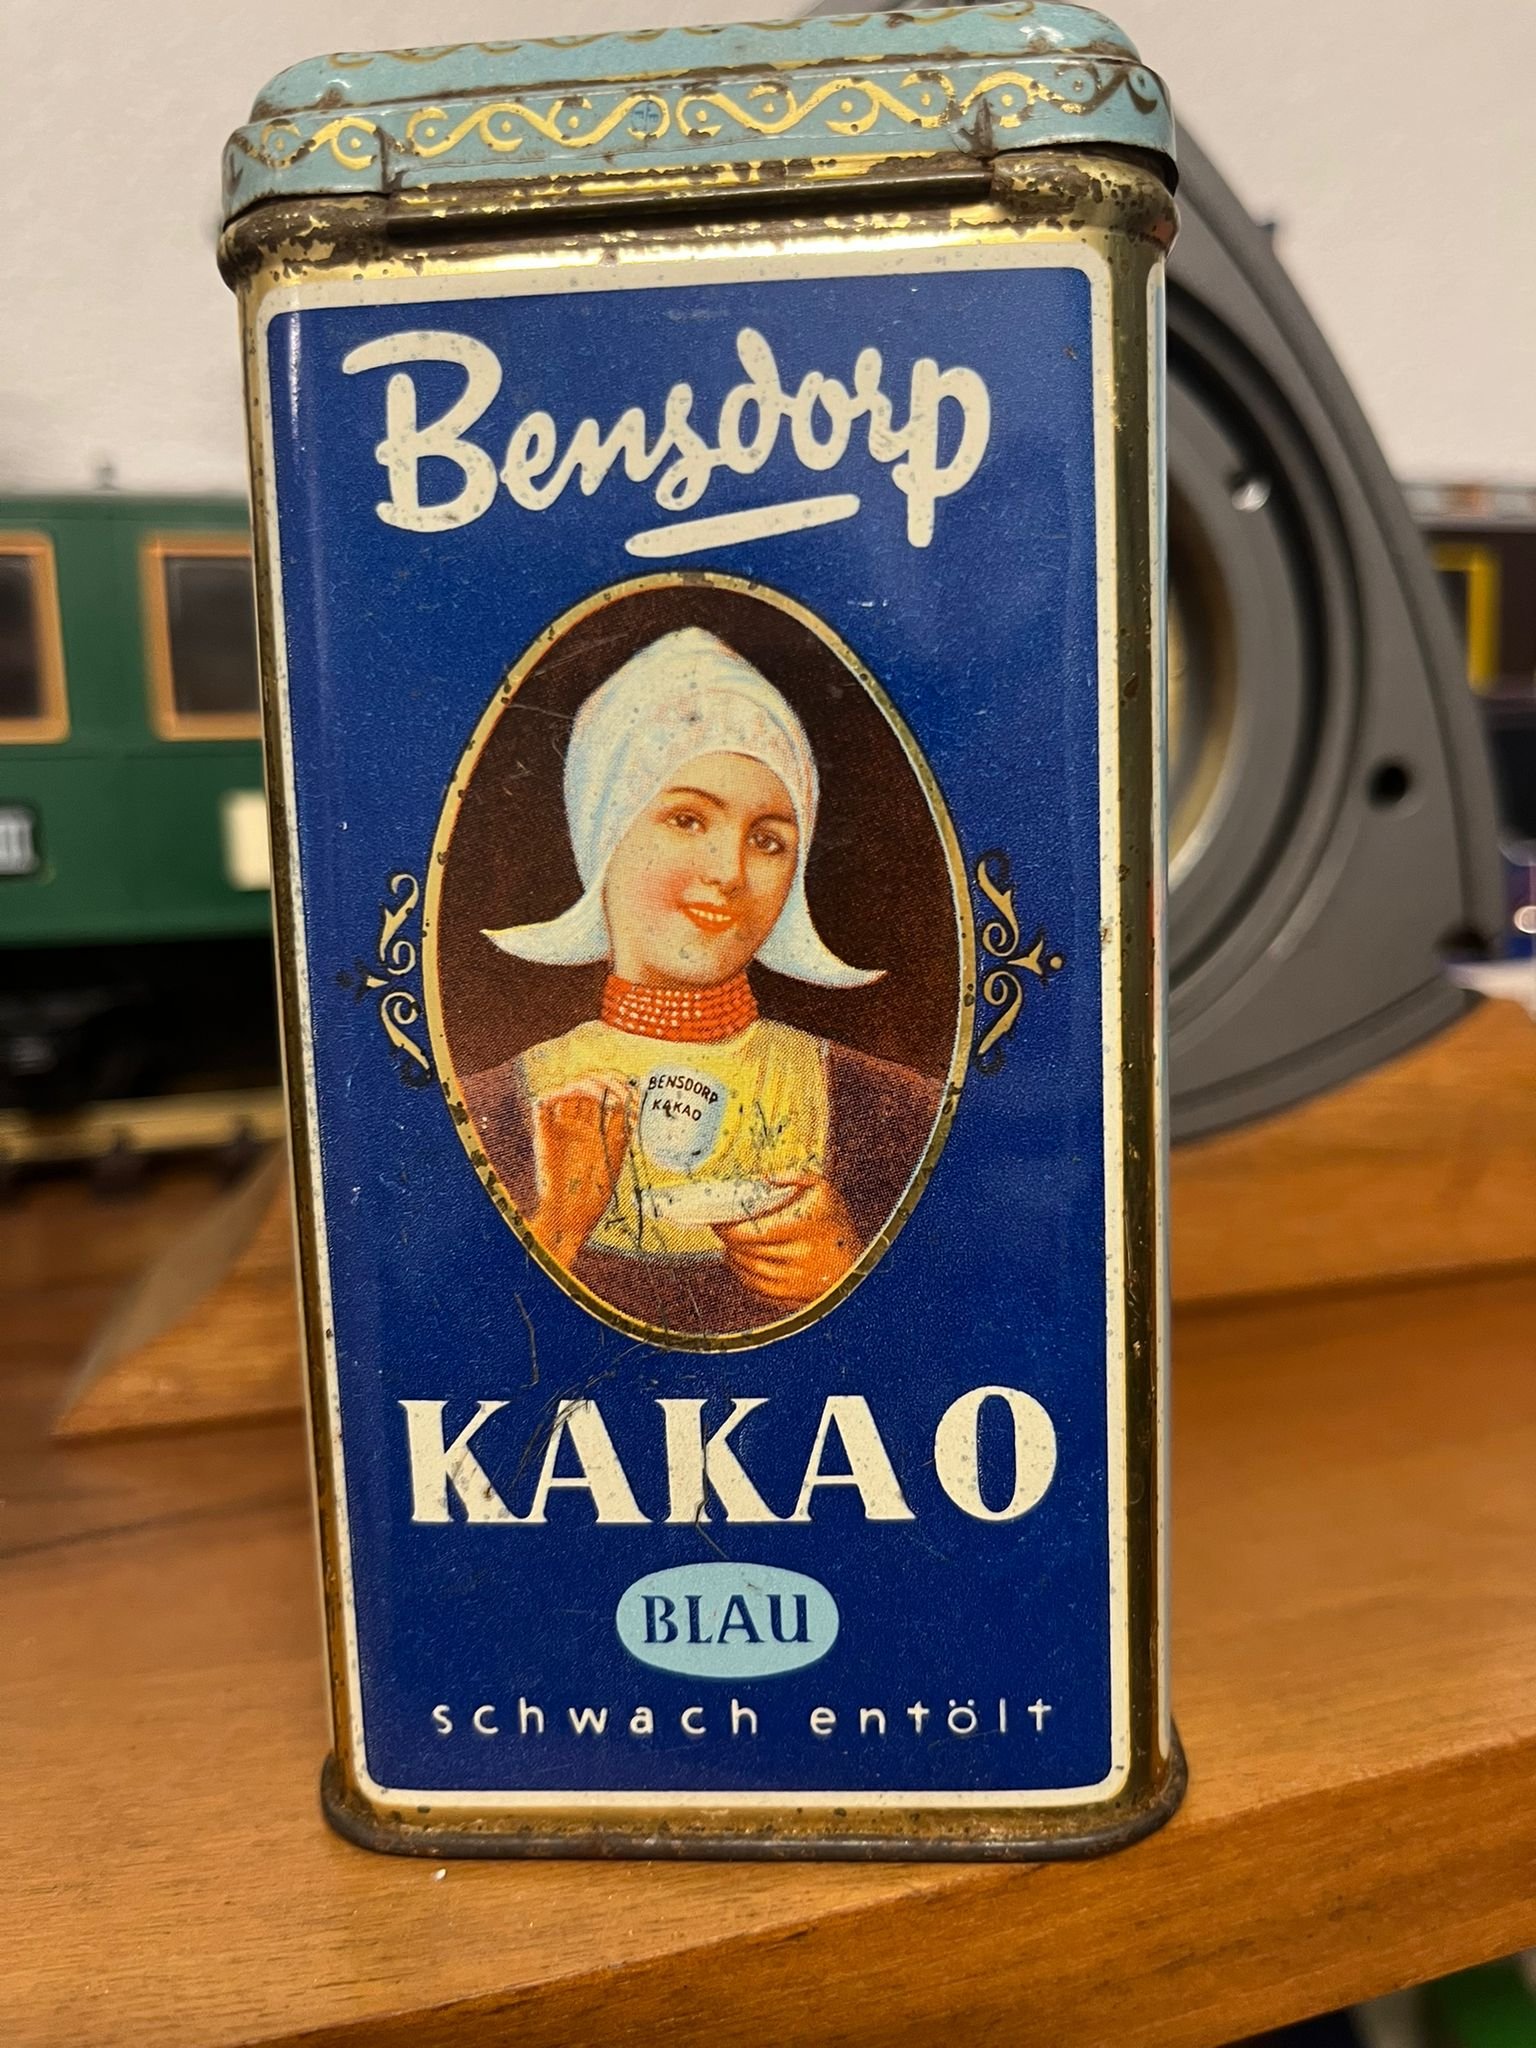 Bensdorp
BENSDORP
KAKAO
KAKAO
BLAU
schwach entölt